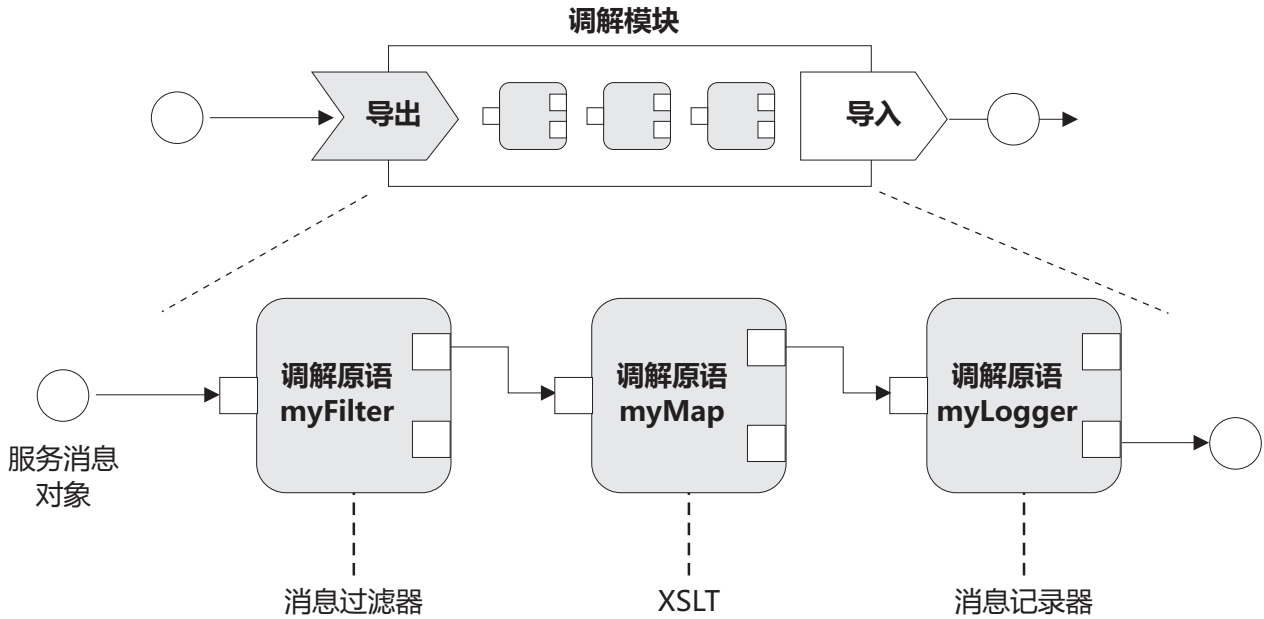 调解模块
导出
导入
调解原语
myFilter
调解原语
myMap
调解原语
myLogger
服务消息
对象
消息过滤器
XSLT
消息记录器